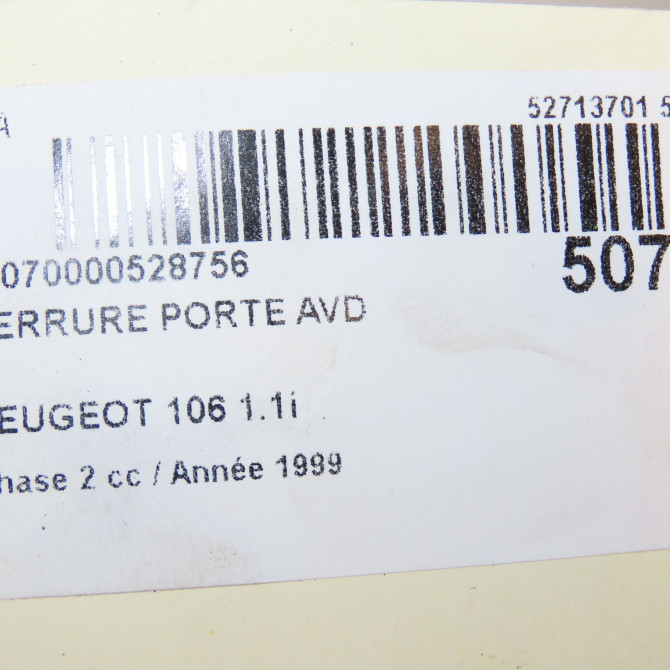 A
52713701 5
070000528756
507
ERRURE PORTE AVD
EUGEOT 106 1.1i
hase 2 cc / Année 1999